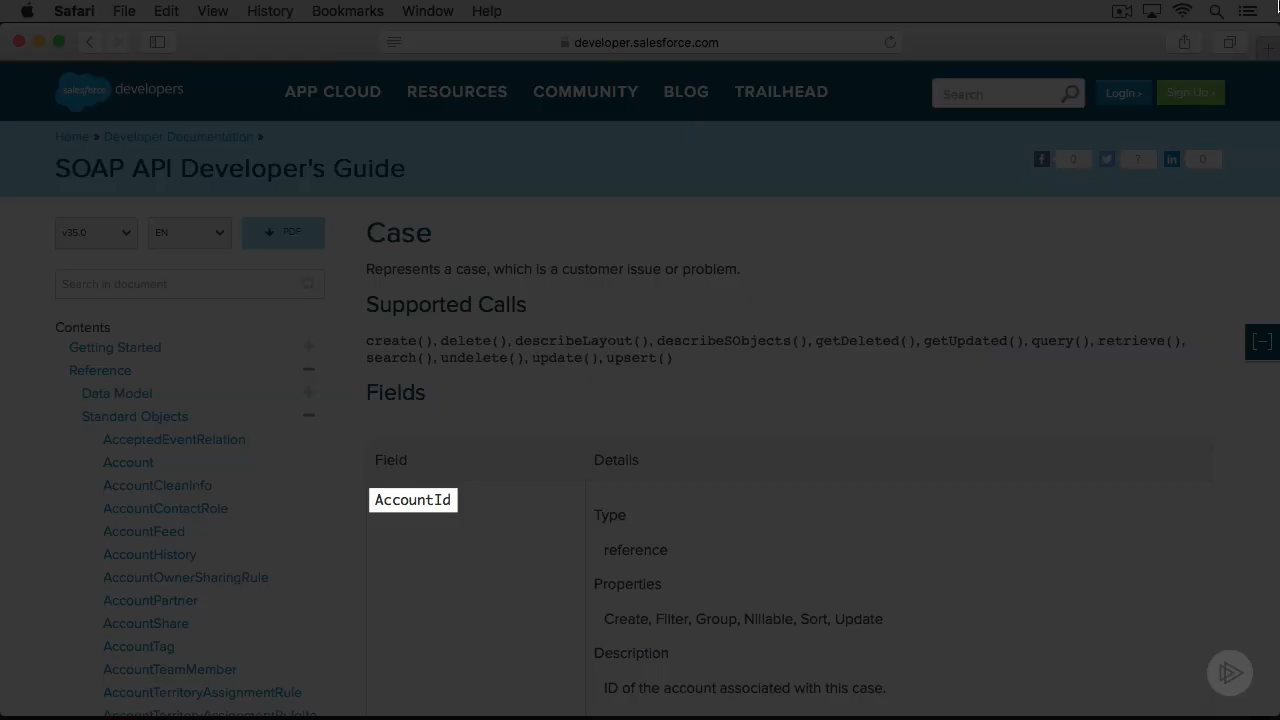 Safari File Edit View History Bookmarks Window Help
developer.salesforce.com
salesforce developers APP CLOUD RESOURCES COMMUNITY BLOG TRAILHEAD Search Login › Sign Up ›
Home » Developer Documentation »
SOAP API Developer's Guide
0 ? 0
v35.0 EN PDF
Search in document
Contents
Getting Started
Reference
Data Model
Standard Objects
AcceptedEventRelation
Account
AccountCleanInfo
AccountContactRole
AccountFeed
AccountHistory
AccountOwnerSharingRule
AccountPartner
AccountShare
AccountTag
AccountTeamMember
AccountTerritoryAssignmentRule
Case
Represents a case, which is a customer issue or problem.
Supported Calls
create(), delete(), describeLayout(), describeSObjects(), getDeleted(), getUpdated(), query(), retrieve(),
search(), undelete(), update(), upsert()
Fields
Field Details
AccountId
Type
reference
Properties
Create, Filter, Group, Nillable, Sort, Update
Description
ID of the account associated with this case.
[–]